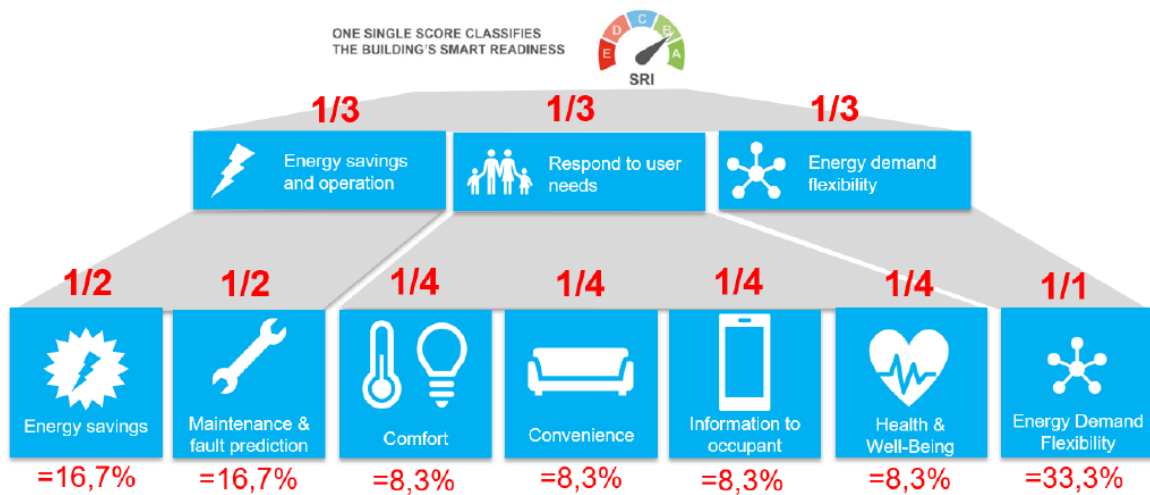 ONE SINGLE SCORE CLASSIFIES
THE BUILDING'S SMART READINESS
E
D
C
B
A
SRI
1/3
1/3
1/3
Energy savings
and operation
Respond to user
needs
Energy demand
flexibility
1/2
1/2
1/4
1/4
1/4
1/4
1/1
Energy savings
Maintenance &
fault prediction
Comfort
Convenience
Information to
occupant
Health &
Well-Being
Energy Demand
Flexibility
=16,7%
=16,7%
=8,3%
=8,3%
=8,3%
=8,3%
=33,3%